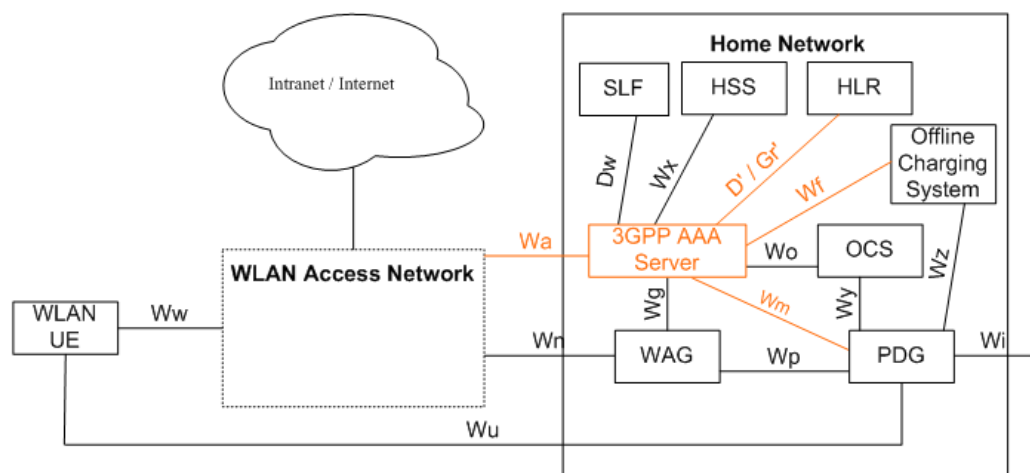 Home Network
Intranet / Internet
SLF
HSS
HLR
Offline
Charging
System
Dw
Wx
D' / Gr'
Wf
Wa
3GPP AAA
Server
Wo
OCS
Wz
WLAN Access Network
Wg
Wm
Wy
WLAN
UE
Ww
Wn
WAG
Wp
PDG
Wi
Wu